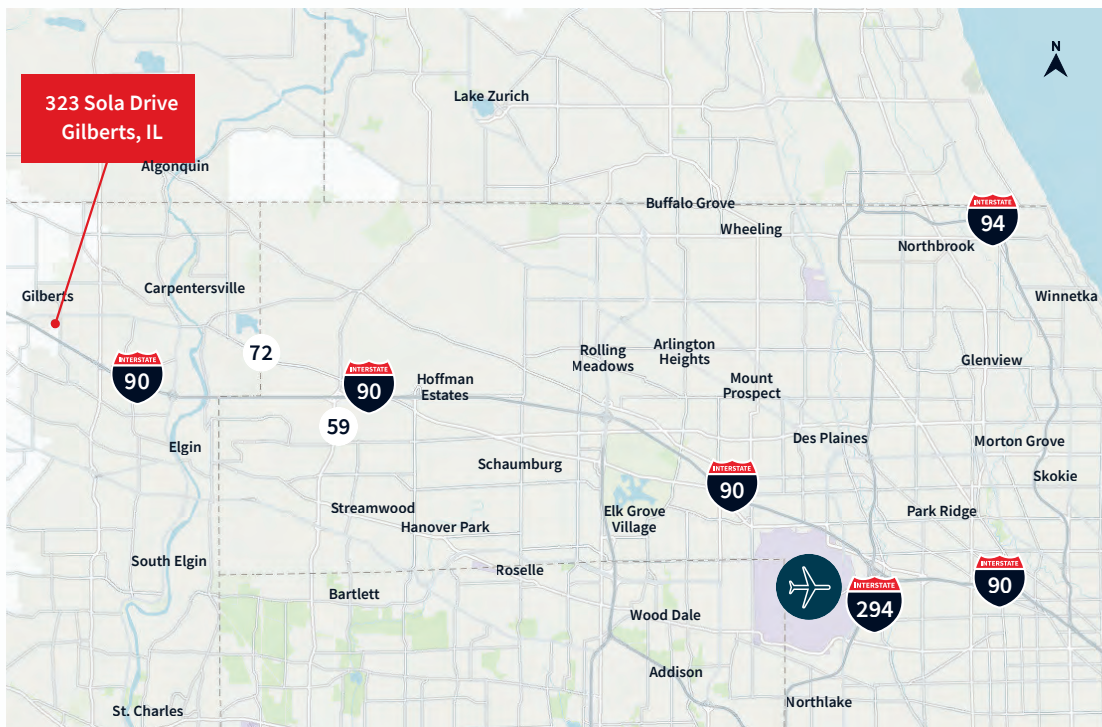 N
323 Sola Drive
Gilberts, IL
Lake Zurich
Algonquin
Buffalo Grove
Wheeling
INTERSTATE
94
Northbrook
Gilberts
Carpentersville
Winnetka
INTERSTATE
90
72
INTERSTATE
90
Hoffman
Estates
Rolling
Meadows
Arlington
Heights
Mount
Prospect
Glenview
59
Elgin
Des Plaines
Morton Grove
Schaumburg
INTERSTATE
90
Skokie
Streamwood
Hanover Park
Elk Grove
Village
Park Ridge
South Elgin
Roselle
Bartlett
INTERSTATE
294
INTERSTATE
90
Wood Dale
Addison
Northlake
St. Charles